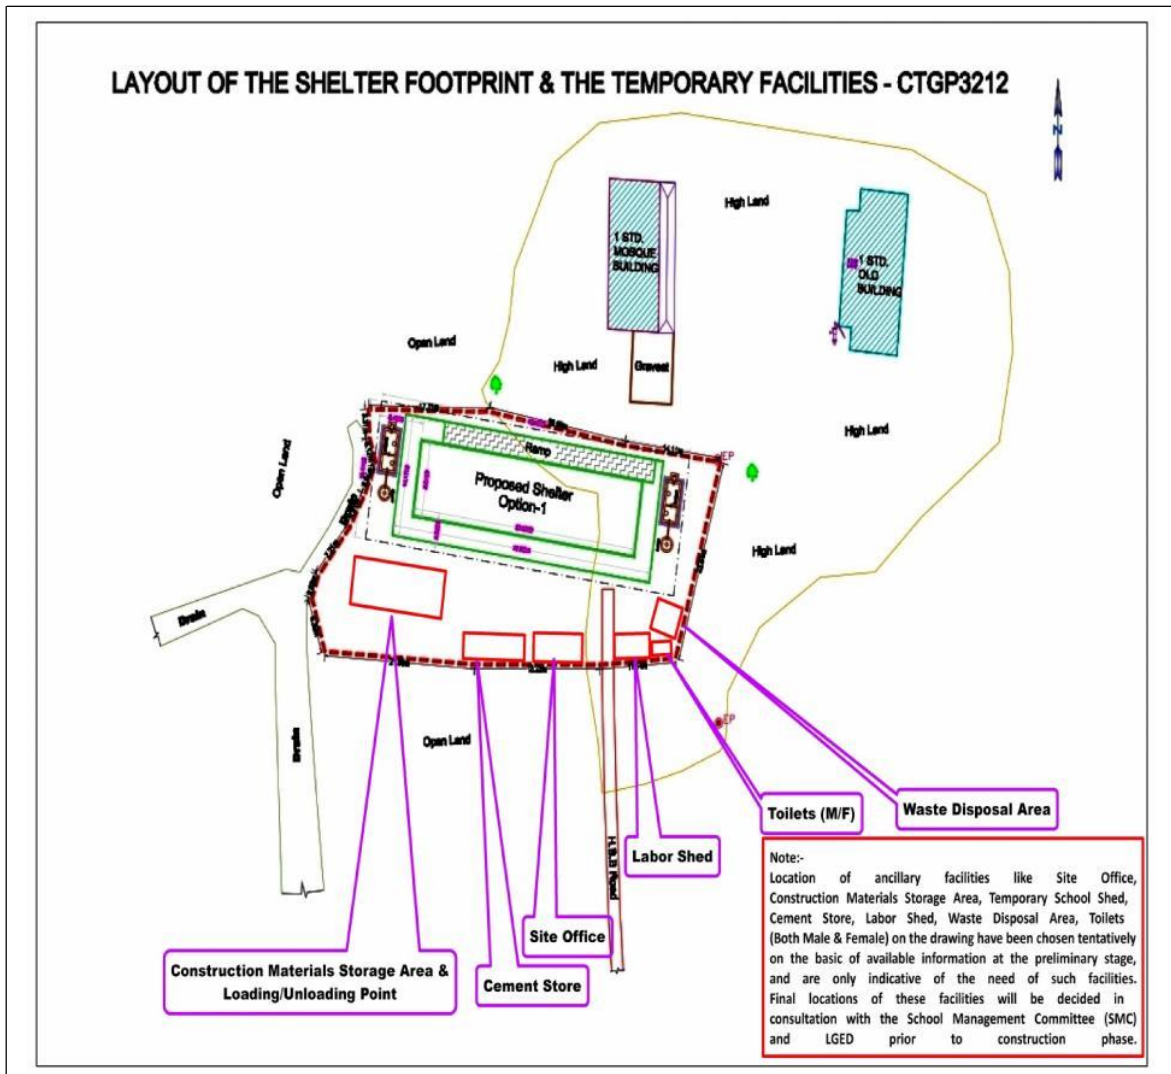 LAYOUT OF THE SHELTER FOOTPRINT & THE TEMPORARY FACILITIES - CTGP3212
N
High Land
1 STD.
MOSQUE
BUILDING
1 STD.
OLD
BUILDING
Open Land
High Land
Graveyat
High Land
Open Land
Ramp
EP
Proposed Shelter
Option-1
Drain
High Land
Drain
Drain
EP
Open Land
H.B.B Road
Toilets (M/F)
Waste Disposal Area
Labor Shed
Site Office
Cement Store
Construction Materials Storage Area &
Loading/Unloading Point
Note:-
Location of ancillary facilities like Site Office,
Construction Materials Storage Area, Temporary School Shed,
Cement Store, Labor Shed, Waste Disposal Area, Toilets
(Both Male & Female) on the drawing have been chosen tentatively
on the basic of available information at the preliminary stage,
and are only indicative of the need of such facilities.
Final locations of these facilities will be decided in
consultation with the School Management Committee (SMC)
and LGED prior to construction phase.